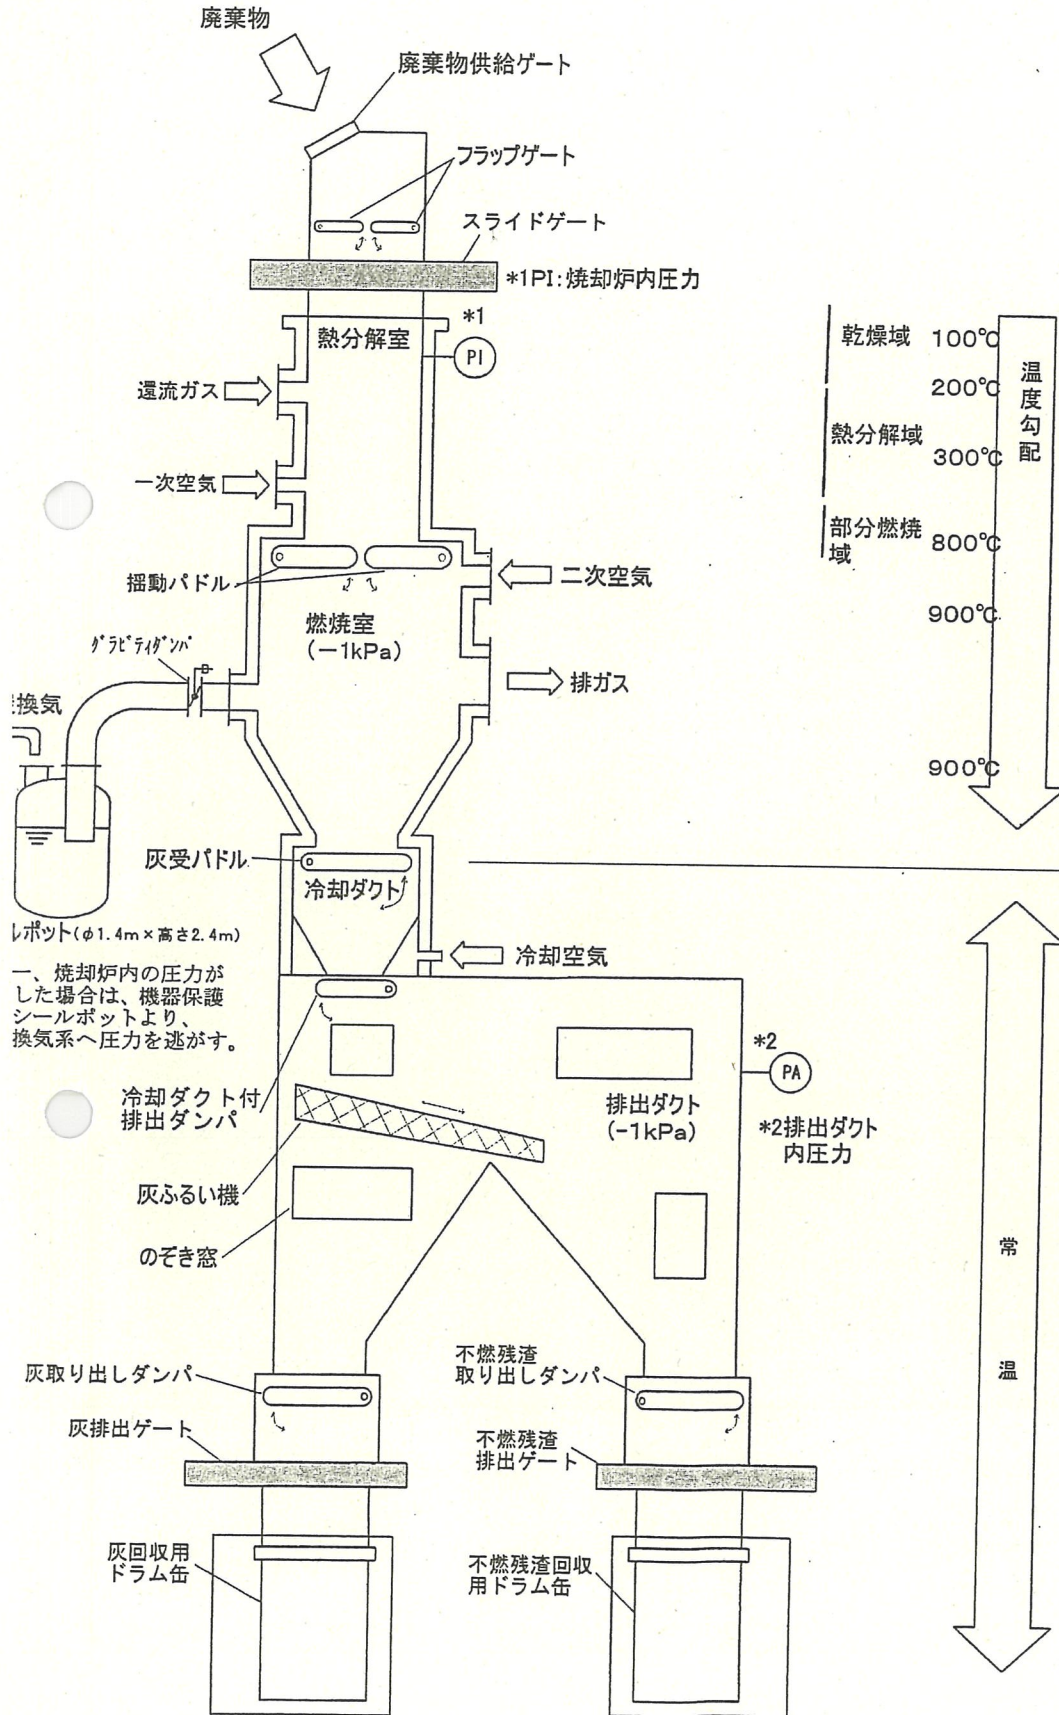 廃棄物
廃棄物供給ゲート
フラップゲート
スライドゲート
*1PI:焼却炉内圧力
*1
熱分解室
PI
還流ガス
一次空気
揺動パドル
二次空気
燃焼室
(－1kPa)
グラビティダンパ
排ガス
換気
乾燥域
100℃
200℃
熱分解域
300℃
部分燃焼
域
800℃
900℃
900℃
温度勾配
灰受パドル
冷却ダクト
ルポット(φ1.4m×高さ2.4m)
冷却空気
一、焼却炉内の圧力が
した場合は、機器保護
シールポットより、
換気系へ圧力を逃がす。
冷却ダクト付
排出ダンパ
*2
PA
排出ダクト
(-1kPa)
*2排出ダクト
内圧力
灰ふるい機
のぞき窓
常温
灰取り出しダンパ
不燃残渣
取り出しダンパ
灰排出ゲート
不燃残渣
排出ゲート
灰回収用
ドラム缶
不燃残渣回収
用ドラム缶